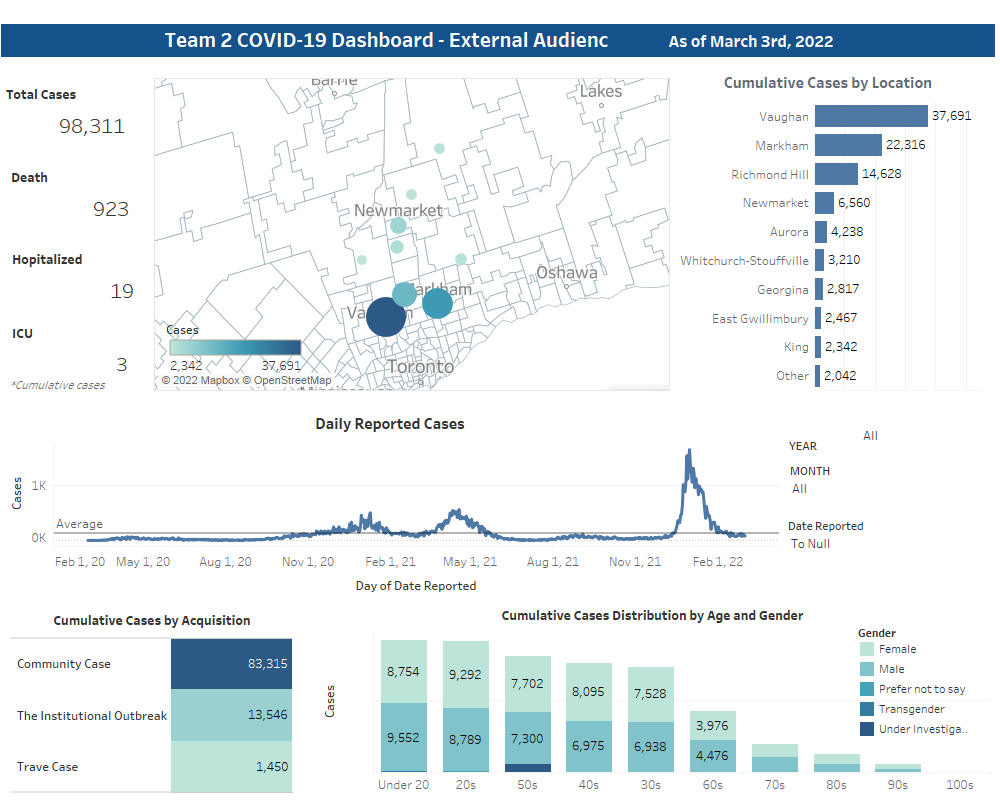 Team 2 COVID-19 Dashboard - External Audienc
As of March 3rd, 2022
Total Cases
98,311
Death
923
Hopitalized
19
ICU
3
*Cumulative cases
Barrie
Lakes
Newmarket
Oshawa
Toronto
Cases
2,342 37,691
© 2022 Mapbox © OpenStreetMap
Cumulative Cases by Location
Vaughan 37,691
Markham 22,316
Richmond Hill 14,628
Newmarket 6,560
Aurora 4,238
Whitchurch-Stouffville 3,210
Georgina 2,817
East Gwillimbury 2,467
King 2,342
Other 2,042
Daily Reported Cases
Cases
1K
Average
0K
Feb 1, 20 May 1, 20 Aug 1, 20 Nov 1, 20 Feb 1, 21 May 1, 21 Aug 1, 21 Nov 1, 21 Feb 1, 22
Day of Date Reported
YEAR
All
MONTH
All
Date Reported
To Null
Cumulative Cases by Acquisition
Community Case 83,315
The Institutional Outbreak 13,546
Trave Case 1,450
Cumulative Cases Distribution by Age and Gender
Cases
8,754 9,292 7,702 8,095 7,528 3,976
9,552 8,789 7,300 6,975 6,938 4,476
Under 20 20s 50s 40s 30s 60s 70s 80s 90s 100s
Gender
Female
Male
Prefer not to say
Transgender
Under Investiga..